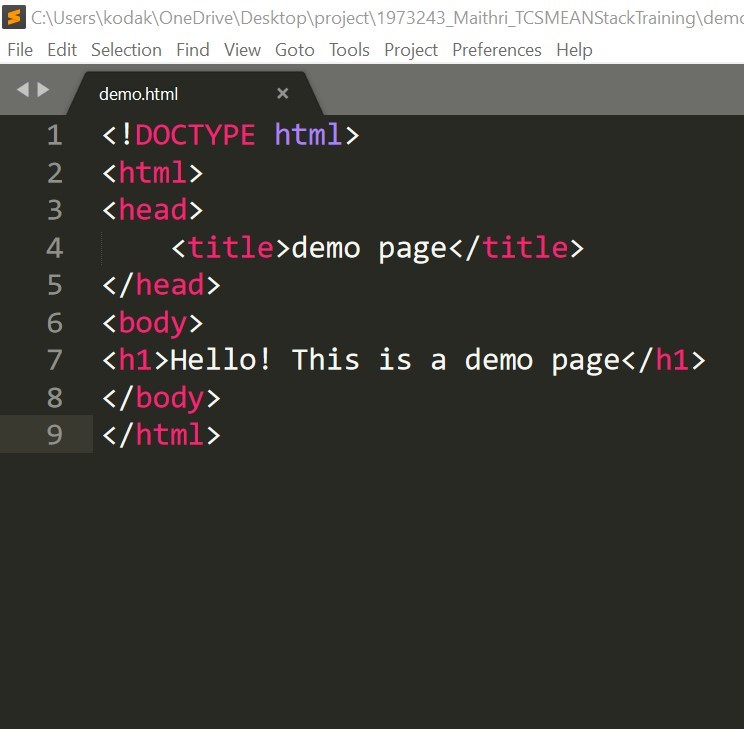 C:\Users\kodak\OneDrive\Desktop\project\1973243_Maithri_TCSMEANStackTraining\demo
File Edit Selection Find View Goto Tools Project Preferences Help
demo.html
1 <!DOCTYPE html>
2 <html>
3 <head>
4     <title>demo page</title>
5 </head>
6 <body>
7 <h1>Hello! This is a demo page</h1>
8 </body>
9 </html>